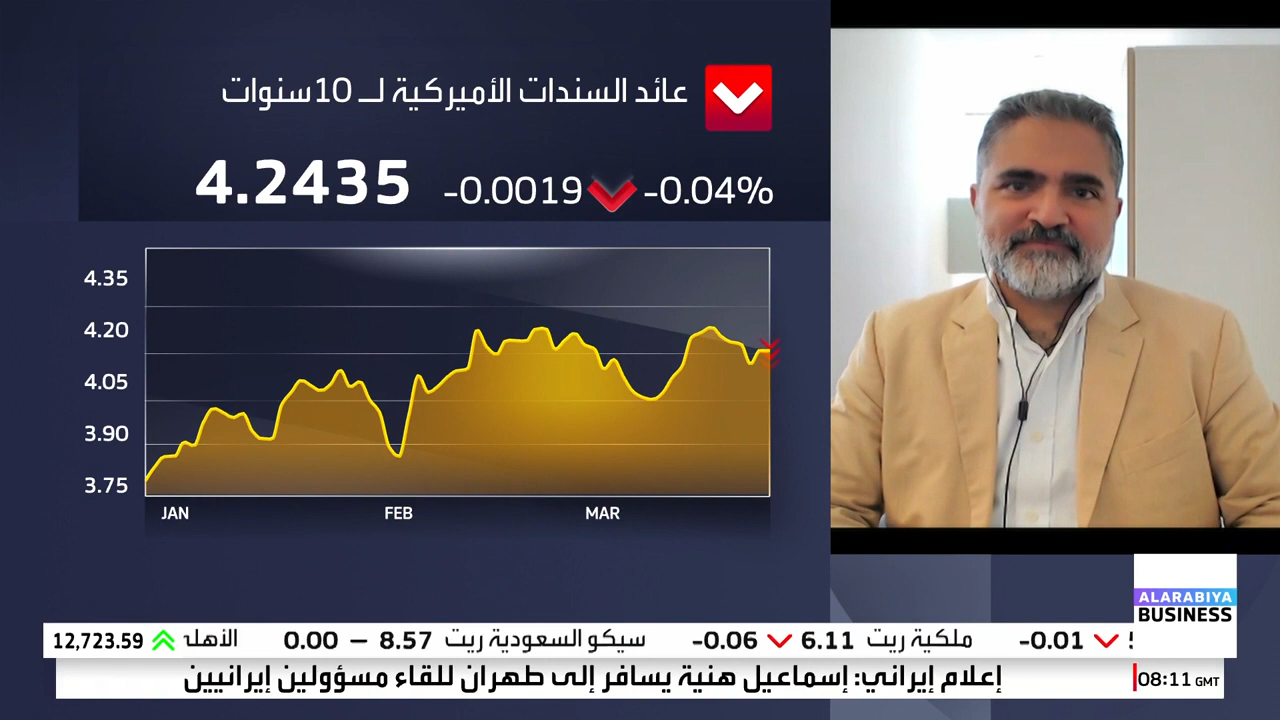 عائد السندات الأميركية لـ 10 سنوات
4.2435 -0.0019 -0.04%
4.35
4.20
4.05
3.90
3.75
JAN FEB MAR
ALARABIYA
BUSINESS
-0.01 ملكية ريت 6.11 -0.06 سيكو السعودية ريت 8.57 – 0.00 الأهلي 12,723.59
إعلام إيراني: إسماعيل هنية يسافر إلى طهران للقاء مسؤولين إيرانيين
08:11 GMT